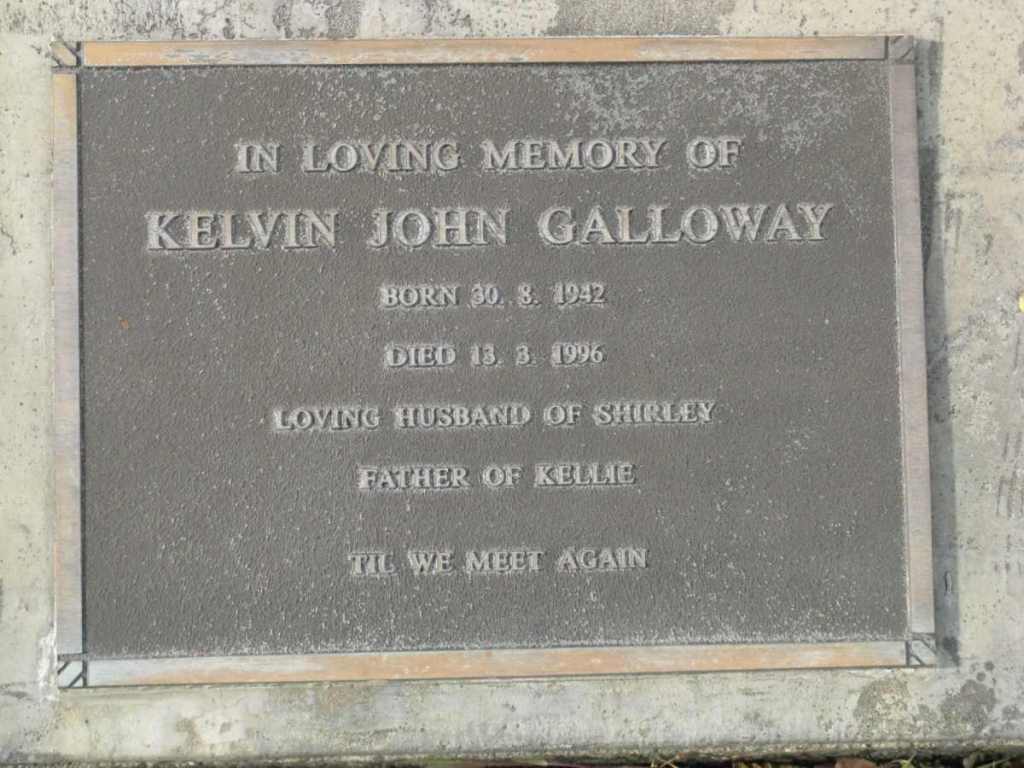 IN LOVING MEMORY OF
KELVIN JOHN GALLOWAY
BORN 30. 8. 1942
DIED 13. 3. 1996
LOVING HUSBAND OF SHIRLEY
FATHER OF KELLIE
TIL WE MEET AGAIN